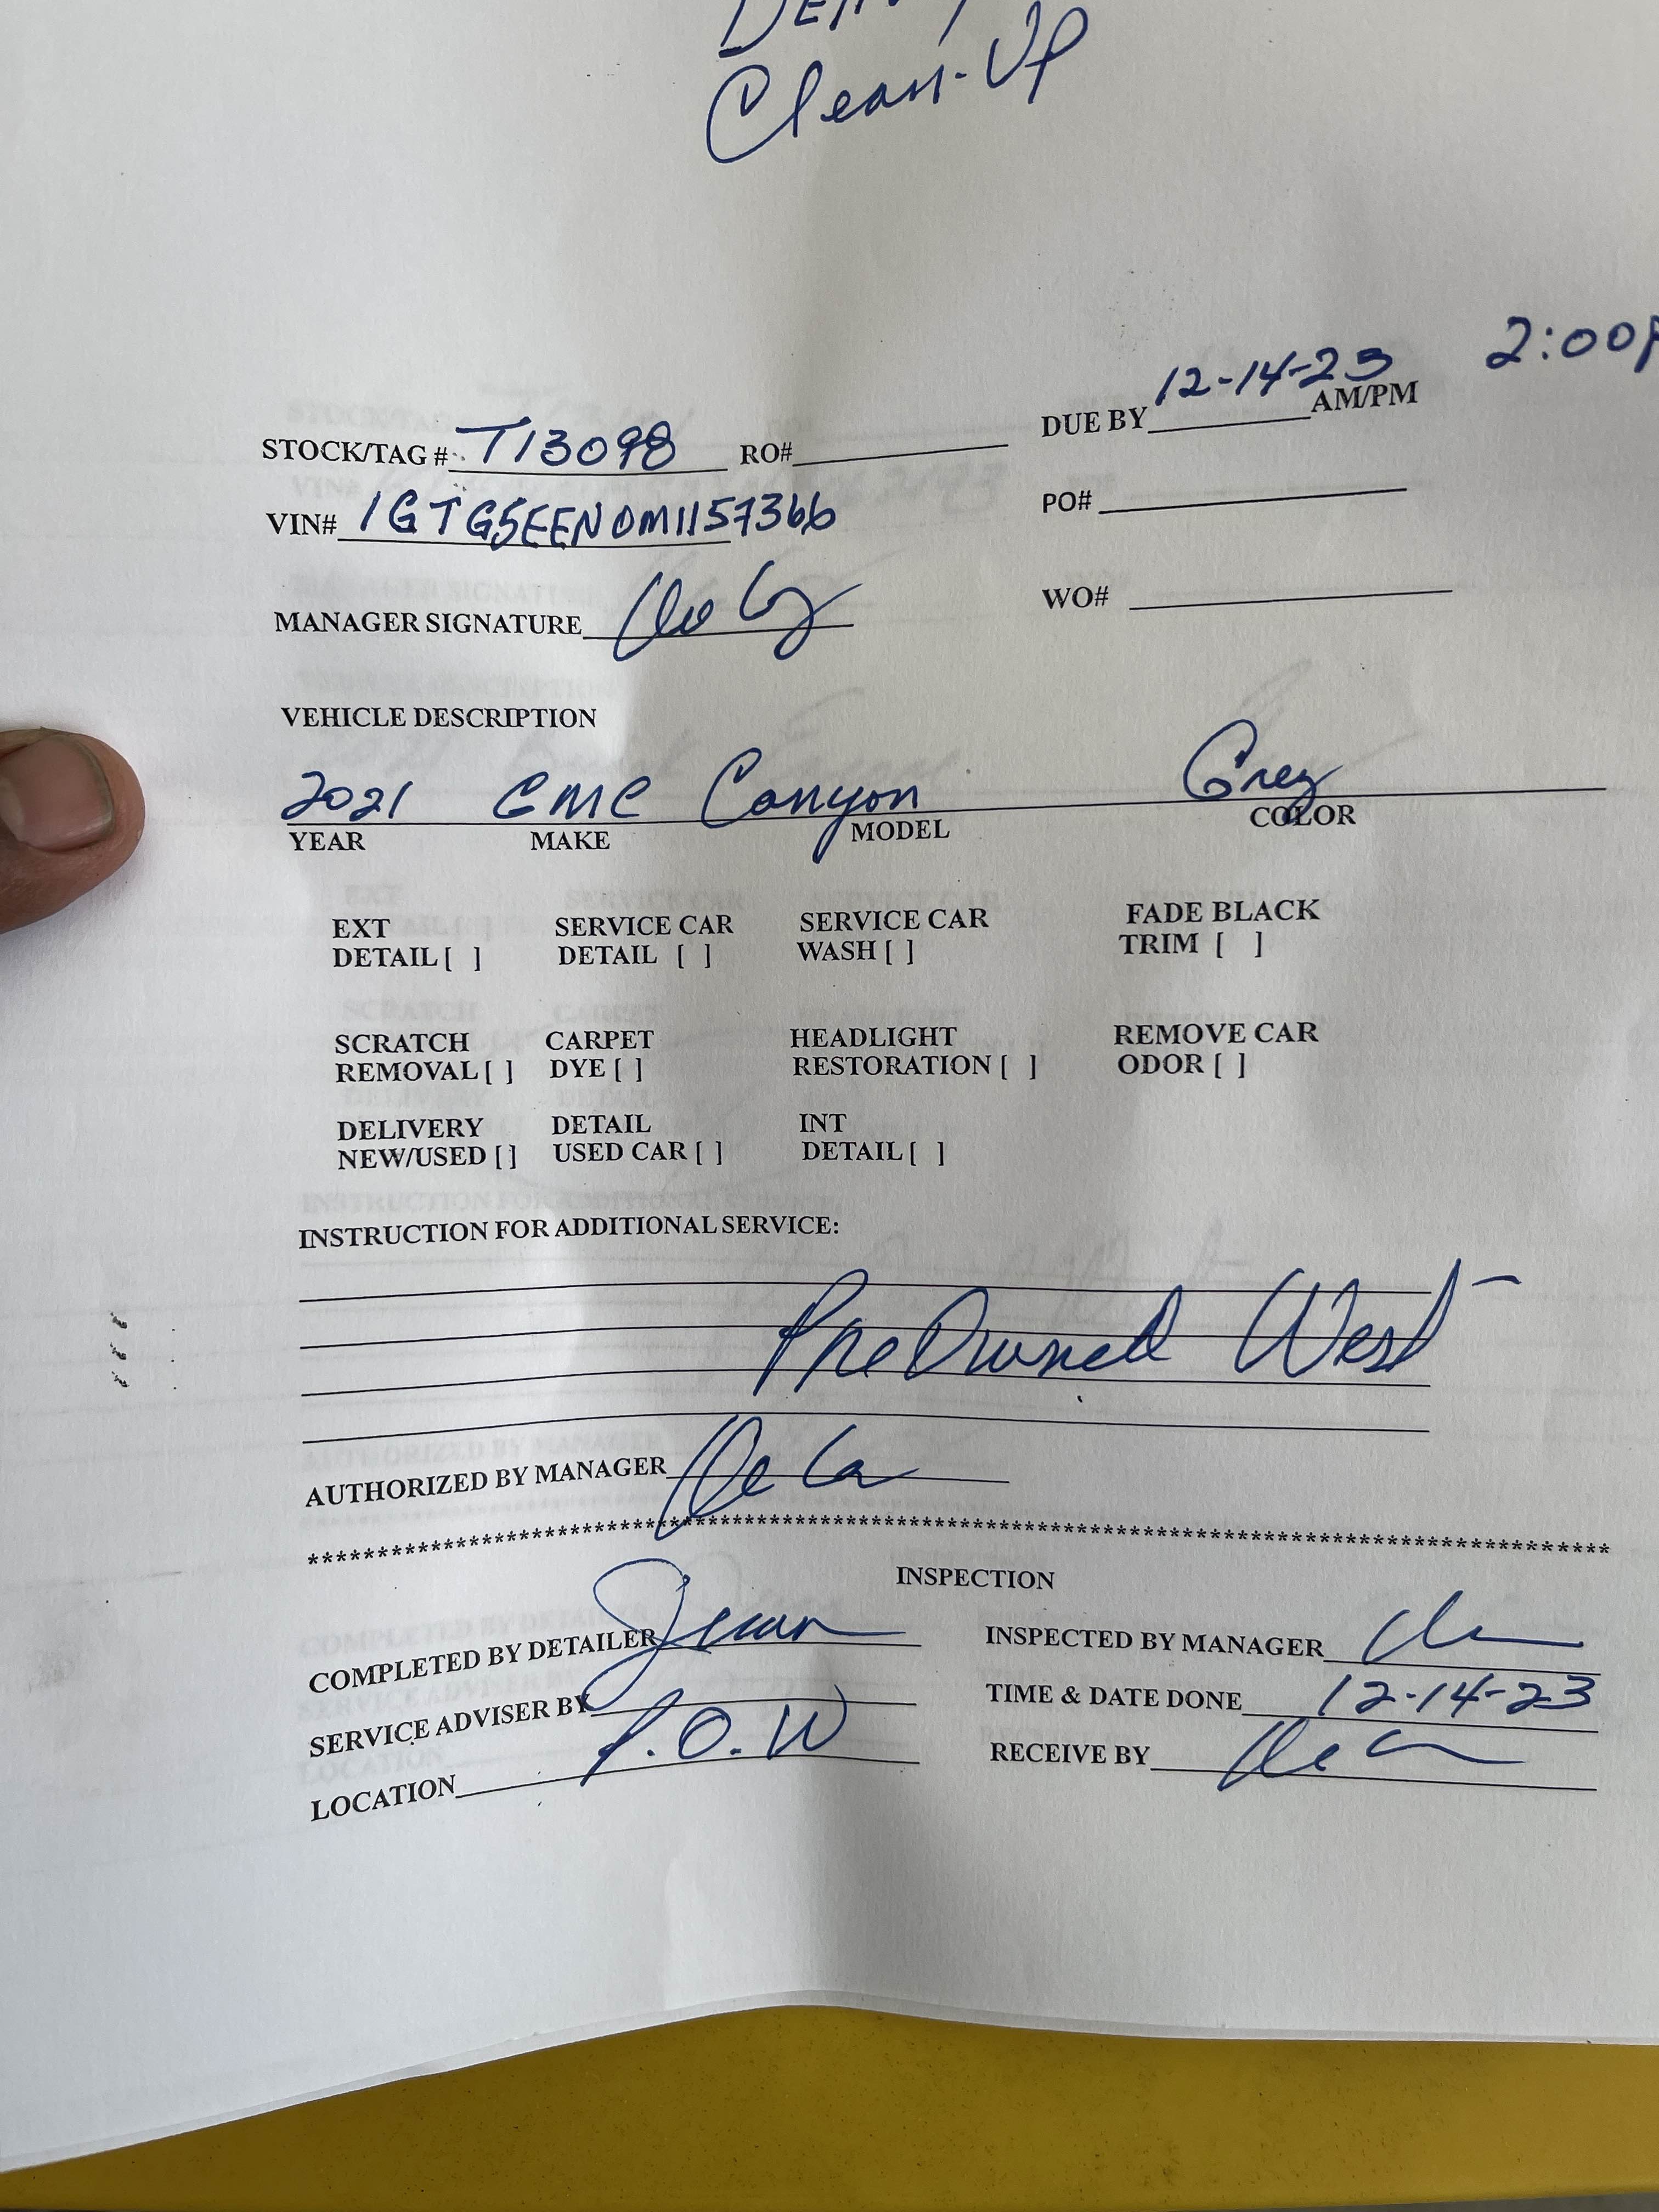 Clean-Up
2:00P
DUE BY 12-14-23 AM/PM
STOCK/TAG # T13098 RO#
VIN# 1GTG5EEN0M1157366 PO#
MANAGER SIGNATURE WO#
VEHICLE DESCRIPTION
2021 GMC Canyon Grey
YEAR MAKE MODEL COLOR
EXT SERVICE CAR SERVICE CAR FADE BLACK
DETAIL [ ] DETAIL [ ] WASH [ ] TRIM [ ]
SCRATCH CARPET HEADLIGHT REMOVE CAR
REMOVAL [ ] DYE [ ] RESTORATION [ ] ODOR [ ]
DELIVERY DETAIL INT
NEW/USED [ ] USED CAR [ ] DETAIL [ ]
INSTRUCTION FOR ADDITIONAL SERVICE:
PreOwned West
AUTHORIZED BY MANAGER
********************************************************************************
INSPECTION
COMPLETED BY DETAILER INSPECTED BY MANAGER
SERVICE ADVISER BY TIME & DATE DONE 12-14-23
LOCATION P.O.W RECEIVE BY